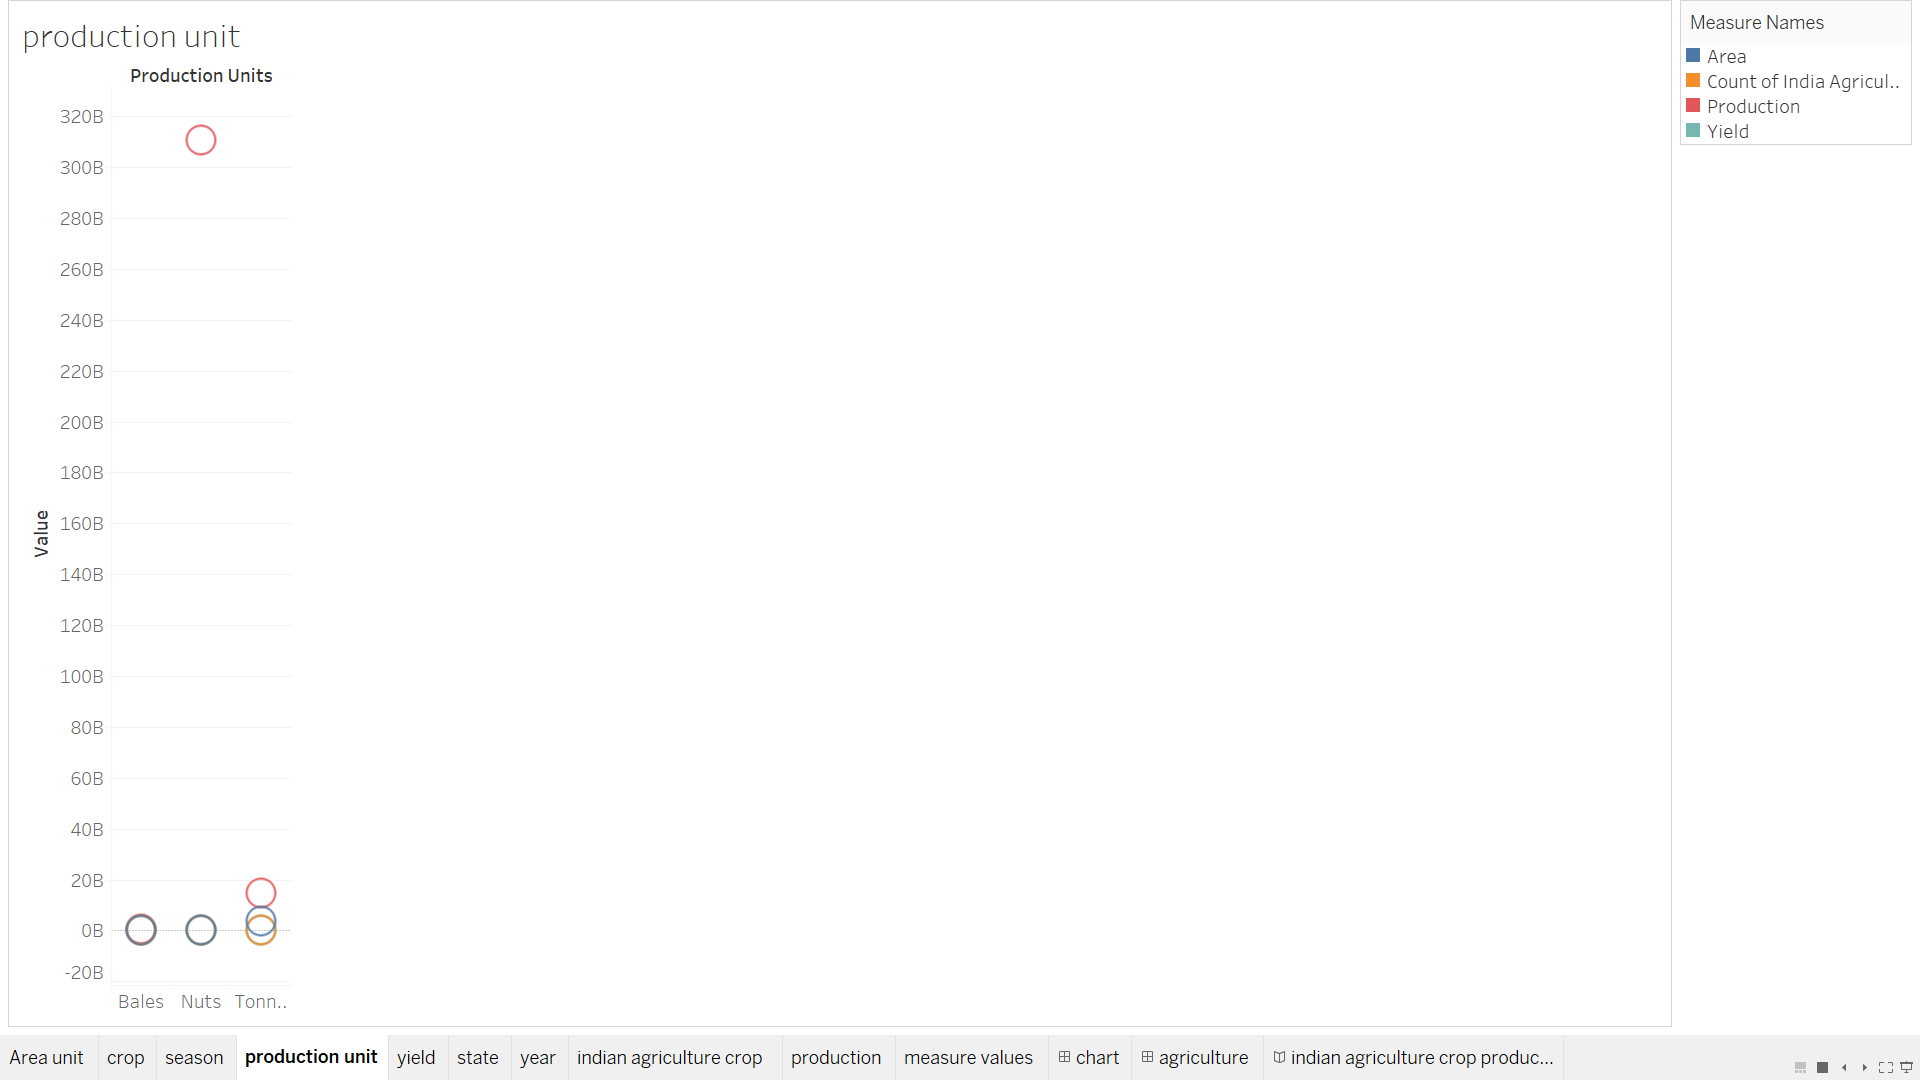 production unit
Production Units
320B
300B
280B
260B
240B
220B
200B
180B
160B
140B
120B
100B
80B
60B
40B
20B
0B
-20B
Value
Bales Nuts Tonn..
Measure Names
Area
Count of India Agricul..
Production
Yield
Area unit crop season production unit yield state year indian agriculture crop production measure values chart agriculture indian agriculture crop produc...